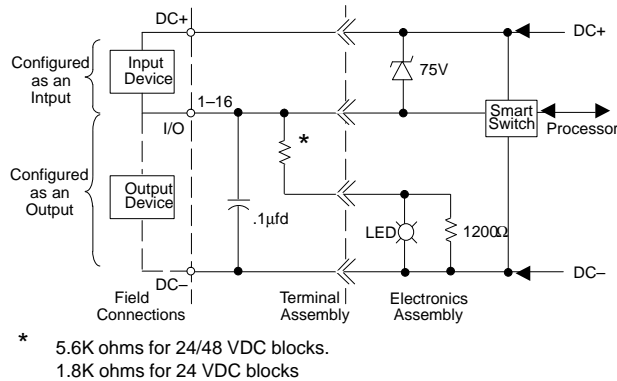 DC+
DC+
Configured
as an
Intput
Input
Device
75V
1–16
I/O
Smart
Switch
Processor
*
Configured
as an
Output
Output
Device
.1µfd
LED
1200Ω
DC–
DC–
Field
Connections
Terminal
Assembly
Electronics
Assembly
* 5.6K ohms for 24/48 VDC blocks.
1.8K ohms for 24 VDC blocks